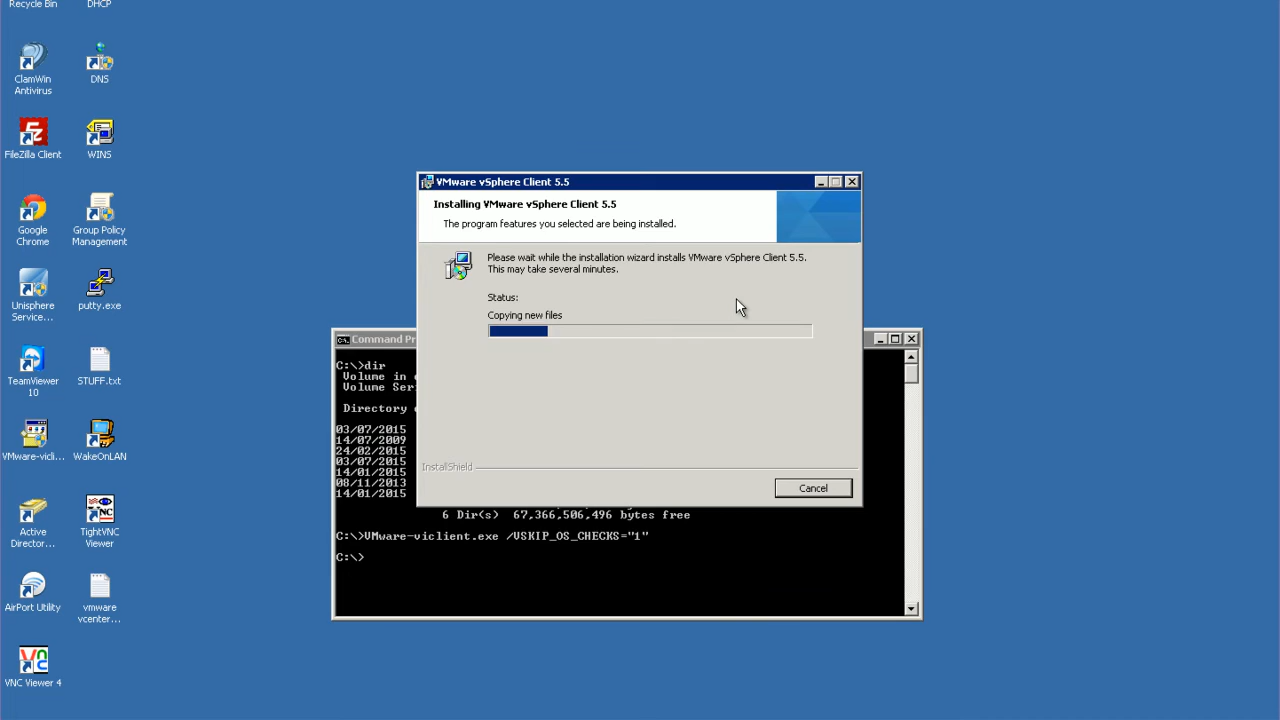 Recycle Bin
DHCP
ClamWin
Antivirus
DNS
FileZilla Client
WINS
Google
Chrome
Group Policy
Management
Unisphere
Service...
putty.exe
TeamViewer
10
STUFF.txt
VMware-vicli...
WakeOnLAN
Active
Director...
TightVNC
Viewer
AirPort Utility
vmware
vcenter...
VNC Viewer 4
VMware vSphere Client 5.5
Installing VMware vSphere Client 5.5
The program features you selected are being installed.
Please wait while the installation wizard installs VMware vSphere Client 5.5.
This may take several minutes.
Status:
Copying new files
InstallShield
Cancel
Command Pr
C:\>dir
Volume in
Volume Ser
Directory
03/07/2015
14/07/2009
24/02/2015
03/07/2015
14/01/2015
08/11/2013
14/01/2015
6 Dir(s) 67,366,506,496 bytes free
C:\>VMware-viclient.exe /VSKIP_OS_CHECKS="1"
C:\>